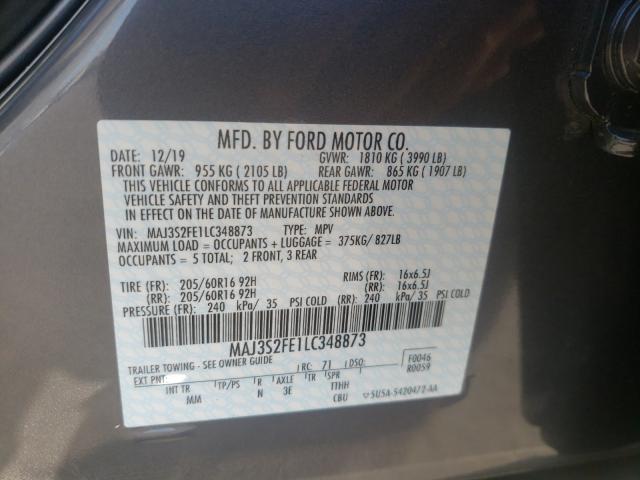 MFD. BY FORD MOTOR CO.
DATE: 12/19 GVWR: 1810 KG ( 3990 LB)
FRONT GAWR: 955 KG ( 2105 LB) REAR GAWR: 865 KG ( 1907 LB)
THIS VEHICLE CONFORMS TO ALL APPLICABLE FEDERAL MOTOR
VEHICLE SAFETY AND THEFT PREVENTION STANDARDS
IN EFFECT ON THE DATE OF MANUFACTURE SHOWN ABOVE.
VIN: MAJ3S2FE1LC348873 TYPE: MPV
MAXIMUM LOAD = OCCUPANTS + LUGGAGE = 375KG/ 827LB
OCCUPANTS = 5 TOTAL; 2 FRONT, 3 REAR
TIRE (FR): 205/60R16 92H RIMS (FR): 16x6.5J
(RR): 205/60R16 92H (RR): 16x6.5J
PRESSURE (FR): 240 kPa/ 35 PSI COLD (RR): 240 kPa/ 35 PSI COLD
MAJ3S2FE1LC348873
TRAILER TOWING - SEE OWNER GUIDE
EXT PNT: RC: 71 DSO: F0046
R0059
INT TR TP/PS R AXLE TR SPR
MM N 3E TTHH
CBU 5U5A-5420472-AA